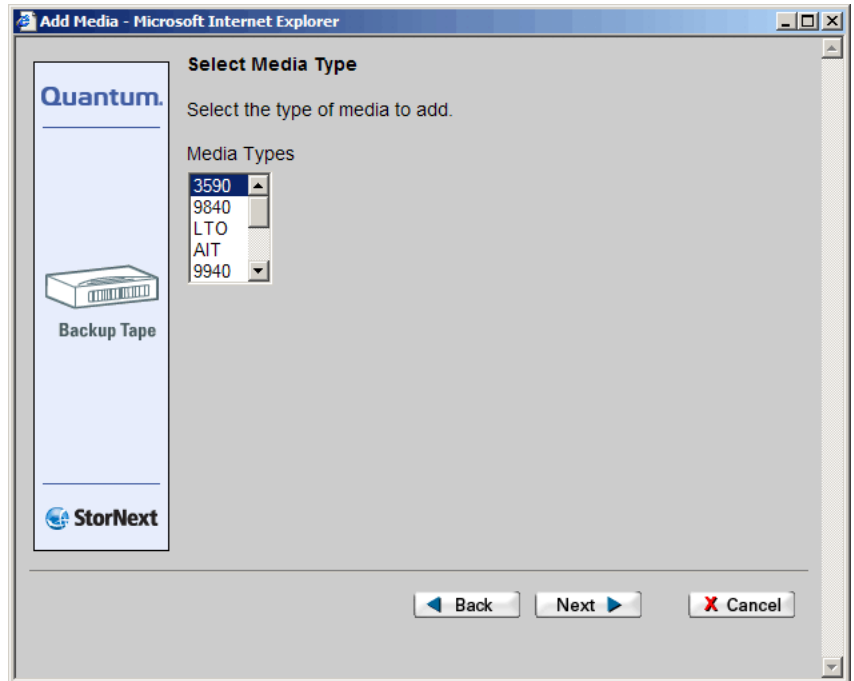 Add Media - Microsoft Internet Explorer
Select Media Type
Quantum.
Select the type of media to add.
Media Types
3590
9840
LTO
AIT
9940
Backup Tape
StorNext
Back Next X Cancel